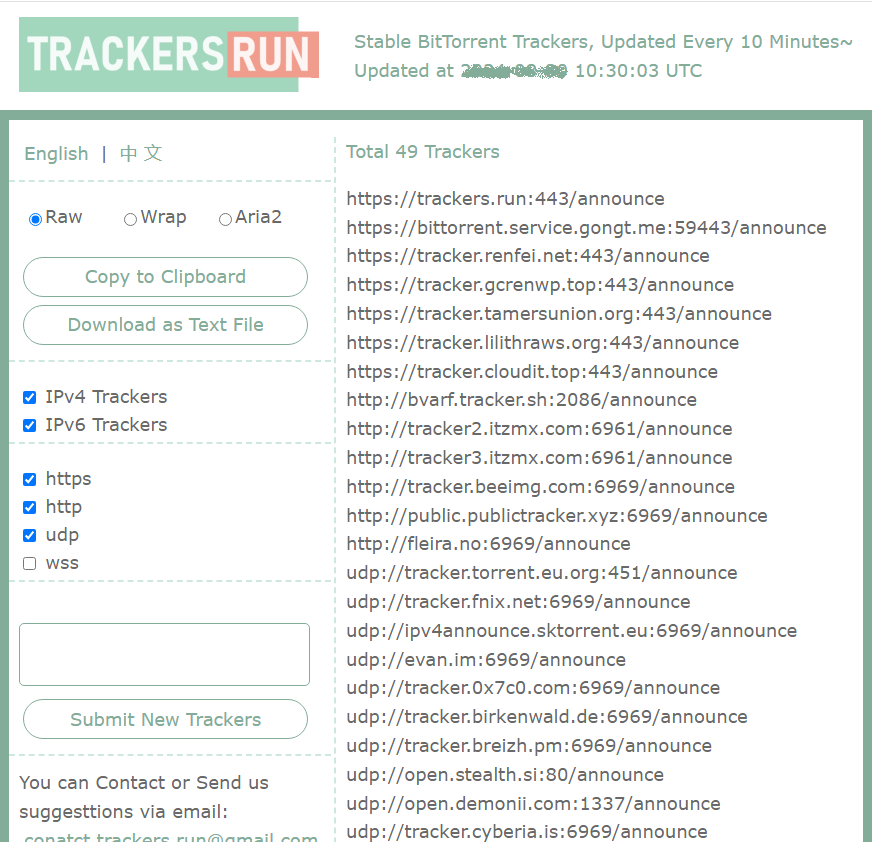 TRACKERS RUN
Stable BitTorrent Trackers, Updated Every 10 Minutes~
Updated at 10:30:03 UTC
English | 中文
Raw Wrap Aria2
Copy to Clipboard
Download as Text File
IPv4 Trackers
IPv6 Trackers
https
http
udp
wss
Submit New Trackers
You can Contact or Send us
suggesttions via email:
conatct.trackers.run@gmail.com
Total 49 Trackers
https://trackers.run:443/announce
https://bittorrent.service.gongt.me:59443/announce
https://tracker.renfei.net:443/announce
https://tracker.gcrenwp.top:443/announce
https://tracker.tamersunion.org:443/announce
https://tracker.lilithraws.org:443/announce
https://tracker.cloudit.top:443/announce
http://bvarf.tracker.sh:2086/announce
http://tracker2.itzmx.com:6961/announce
http://tracker3.itzmx.com:6961/announce
http://tracker.beeimg.com:6969/announce
http://public.publictracker.xyz:6969/announce
http://fleira.no:6969/announce
udp://tracker.torrent.eu.org:451/announce
udp://tracker.fnix.net:6969/announce
udp://ipv4announce.sktorrent.eu:6969/announce
udp://evan.im:6969/announce
udp://tracker.0x7c0.com:6969/announce
udp://tracker.birkenwald.de:6969/announce
udp://tracker.breizh.pm:6969/announce
udp://open.stealth.si:80/announce
udp://open.demonii.com:1337/announce
udp://tracker.cyberia.is:6969/announce